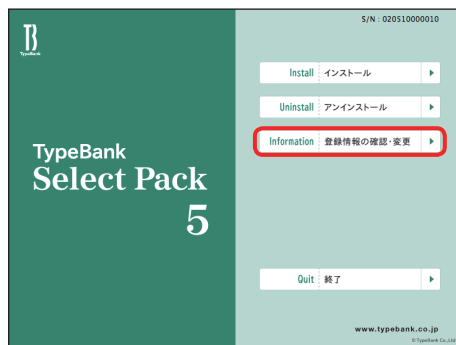 S/N : 020510000010
TB
TypeBank
Install インストール
Uninstall アンインストール
Information 登録情報の確認・変更
TypeBank
Select Pack
5
Quit 終了
www.typebank.co.jp
© TypeBank Co.,Ltd